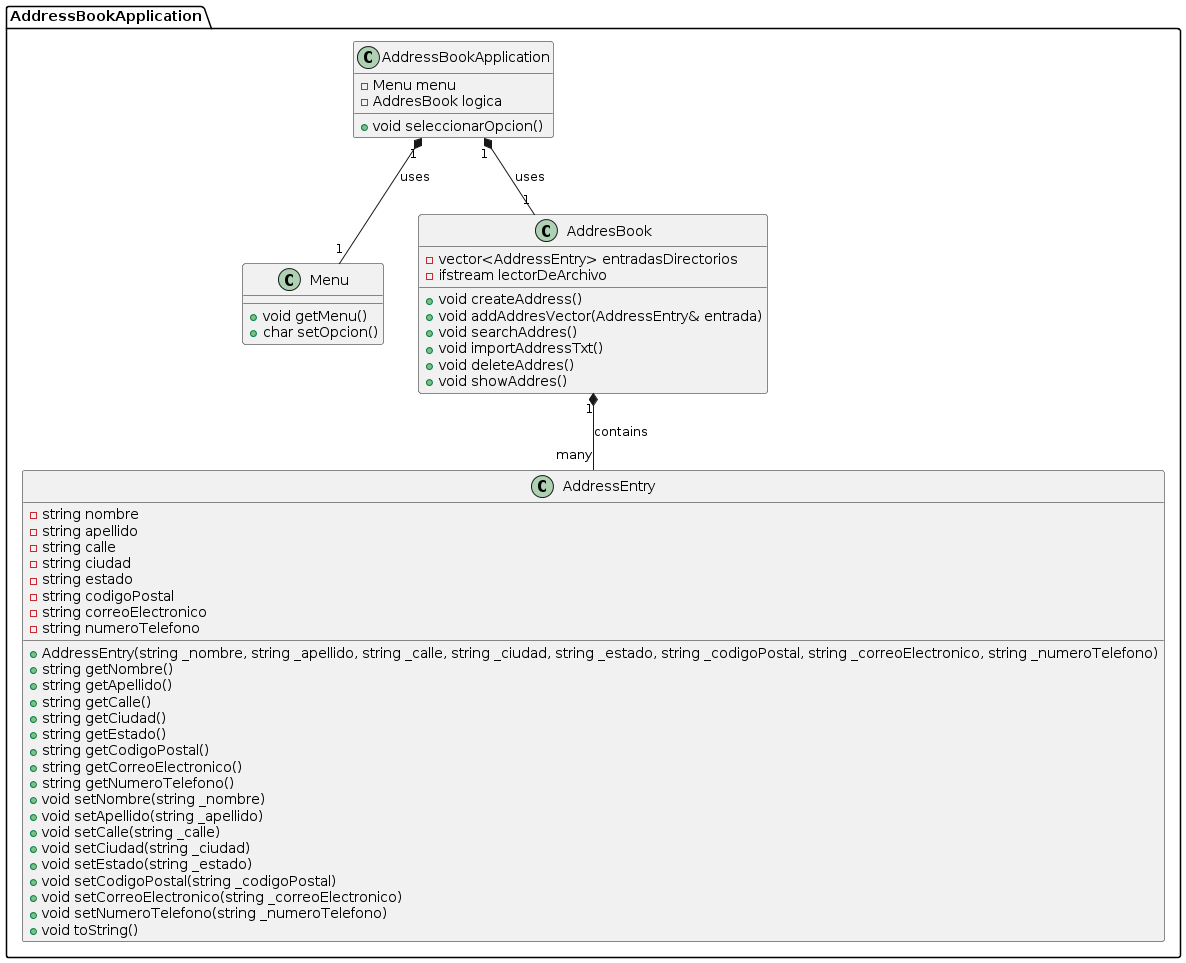 AddressBookApplication
C AddressBookApplication
Menu menu
AddresBook logica
void seleccionarOpcion()
1
1
uses
uses
1
1
C AddresBook
vector<AddressEntry> entradasDirectorios
ifstream lectorDeArchivo
void createAddress()
void addAddresVector(AddressEntry& entrada)
void searchAddres()
void importAddressTxt()
void deleteAddres()
void showAddres()
C Menu
void getMenu()
char setOpcion()
1
contains
many
C AddressEntry
string nombre
string apellido
string calle
string ciudad
string estado
string codigoPostal
string correoElectronico
string numeroTelefono
AddressEntry(string _nombre, string _apellido, string _calle, string _ciudad, string _estado, string _codigoPostal, string _correoElectronico, string _numeroTelefono)
string getNombre()
string getApellido()
string getCalle()
string getCiudad()
string getEstado()
string getCodigoPostal()
string getCorreoElectronico()
string getNumeroTelefono()
void setNombre(string _nombre)
void setApellido(string _apellido)
void setCalle(string _calle)
void setCiudad(string _ciudad)
void setEstado(string _estado)
void setCodigoPostal(string _codigoPostal)
void setCorreoElectronico(string _correoElectronico)
void setNumeroTelefono(string _numeroTelefono)
void toString()